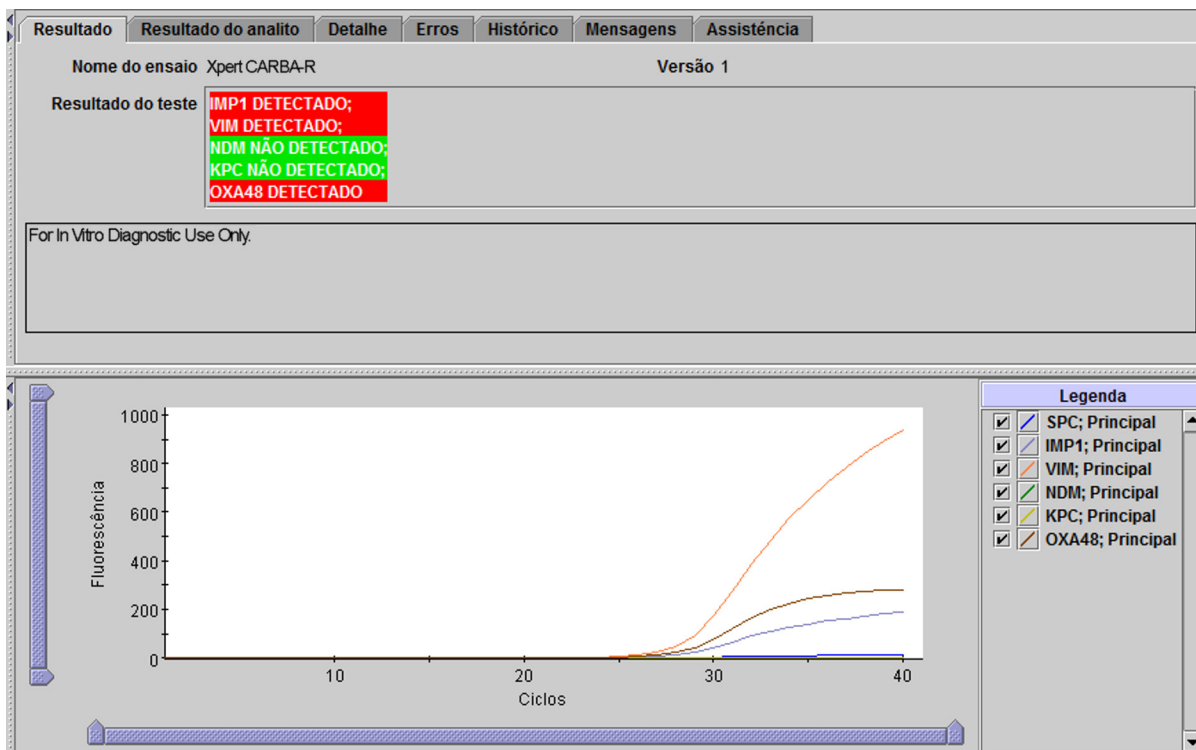 Resultado Resultado do analito Detalhe Erros Histórico Mensagens Assisténcia
Nome do ensaio Xpert CARBA-R Versão 1
Resultado do teste IMP1 DETECTADO;
VIM DETECTADO;
NDM NÃO DETECTADO;
KPC NÃO DETECTADO;
OXA48 DETECTADO
For In Vitro Diagnostic Use Only.
Legenda
SPC; Principal
IMP1; Principal
VIM; Principal
NDM; Principal
KPC; Principal
OXA48; Principal
Fluorescência
1000
800
600
400
200
0
10 20 30 40
Ciclos